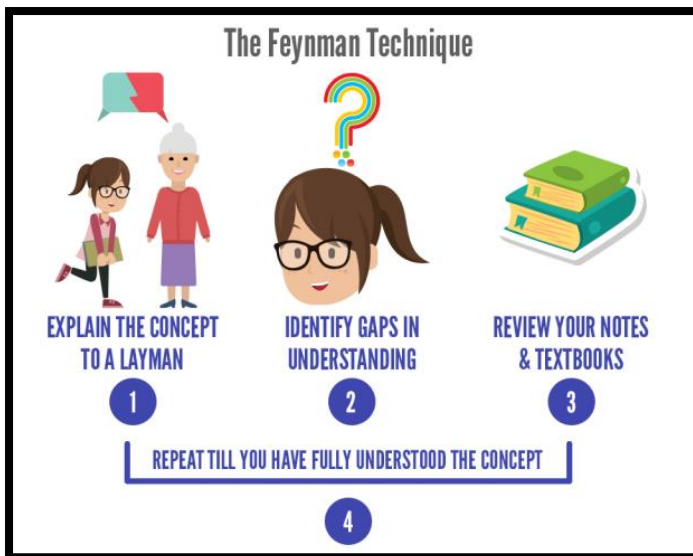 The Feynman Technique
EXPLAIN THE CONCEPT
TO A LAYMAN
1
IDENTIFY GAPS IN
UNDERSTANDING
2
REVIEW YOUR NOTES
& TEXTBOOKS
3
REPEAT TILL YOU HAVE FULLY UNDERSTOOD THE CONCEPT
4